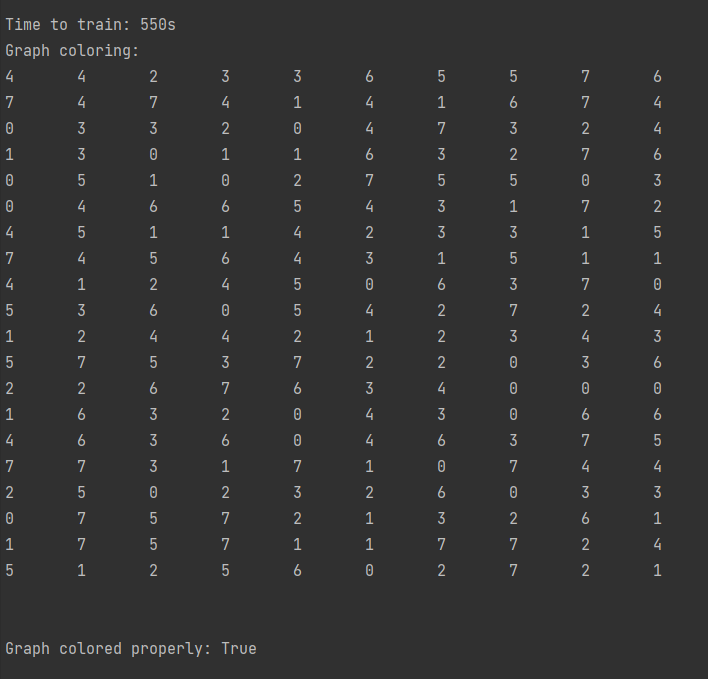 Time to train: 550s
Graph coloring:
4 4 2 3 3 6 5 5 7 6
7 4 7 4 1 4 1 6 7 4
0 3 3 2 0 4 7 3 2 4
1 3 0 1 1 6 3 2 7 6
0 5 1 0 2 7 5 5 0 3
0 4 6 6 5 4 3 1 7 2
4 5 1 1 4 2 3 3 1 5
7 4 5 6 4 3 1 5 1 1
4 1 2 4 5 0 6 3 7 0
5 3 6 0 5 4 2 7 2 4
1 2 4 4 2 1 2 3 4 3
5 7 5 3 7 2 2 0 3 6
2 2 6 7 6 3 4 0 0 0
1 6 3 2 0 4 3 0 6 6
4 6 3 6 0 4 6 3 7 5
7 7 3 1 7 1 0 7 4 4
2 5 0 2 3 2 6 0 3 3
0 7 5 7 2 1 3 2 6 1
1 7 5 7 1 1 7 7 2 4
5 1 2 5 6 0 2 7 2 1
Graph colored properly: True